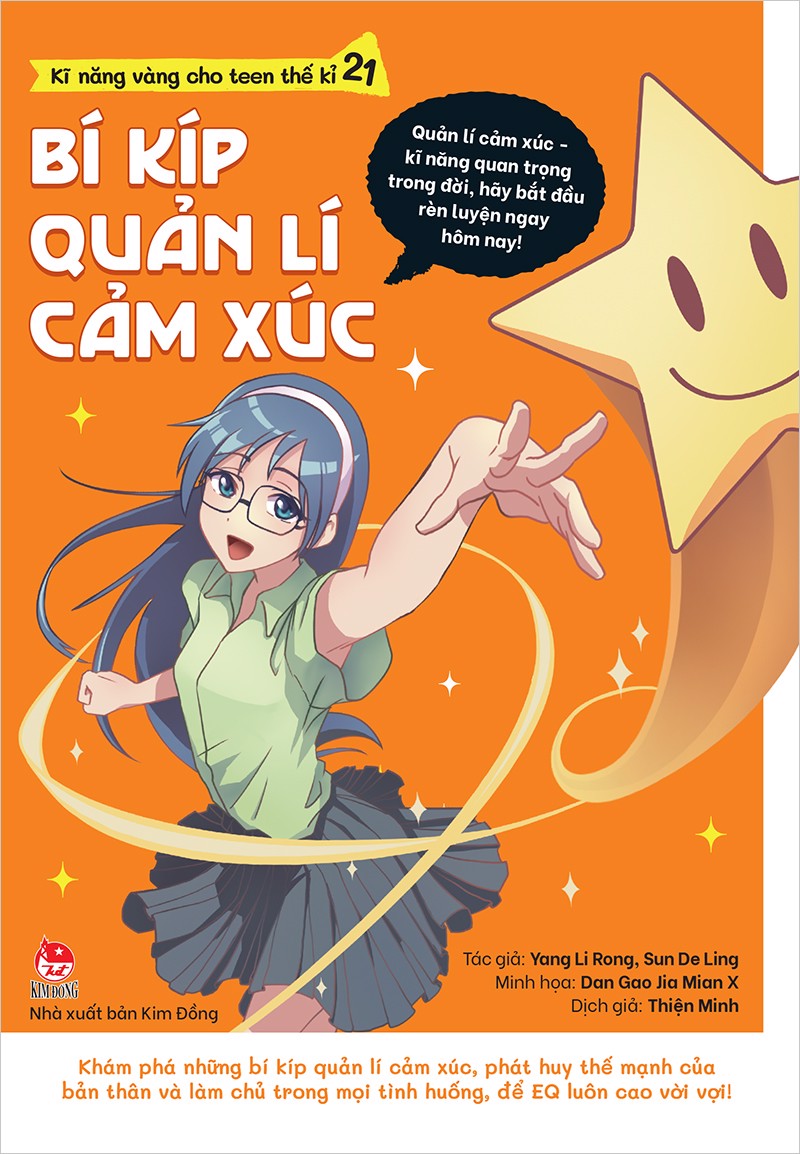 Kĩ năng vàng cho teen thế kỉ 21
BÍ KÍP
QUẢN LÍ
CẢM XÚC
Quản lí cảm xúc -
kĩ năng quan trọng
trong đời, hãy bắt đầu
rèn luyện ngay
hôm nay!
Tác giả: Yang Li Rong, Sun De Ling
Minh họa: Dan Gao Jia Mian X
Dịch giả: Thiện Minh
KIM ĐỒNG
Nhà xuất bản Kim Đồng
Khám phá những bí kíp quản lí cảm xúc, phát huy thế mạnh của
bản thân và làm chủ trong mọi tình huống, để EQ luôn cao vời vợi!